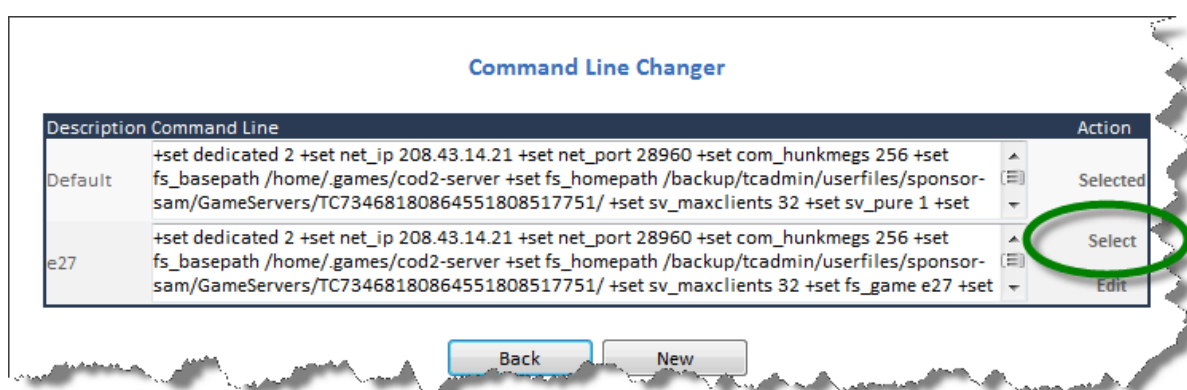 Command Line Changer
Description Command Line Action
Default
+set dedicated 2 +set net_ip 208.43.14.21 +set net_port 28960 +set com_hunkmegs 256 +set
fs_basepath /home/.games/cod2-server +set fs_homepath /backup/tcadmin/userfiles/sponsor-
sam/GameServers/TC73468180864551808517751/ +set sv_maxclients 32 +set sv_pure 1 +set
Selected
e27
+set dedicated 2 +set net_ip 208.43.14.21 +set net_port 28960 +set com_hunkmegs 256 +set
fs_basepath /home/.games/cod2-server +set fs_homepath /backup/tcadmin/userfiles/sponsor-
sam/GameServers/TC73468180864551808517751/ +set sv_maxclients 32 +set fs_game e27 +set
Select
Edit
Back New